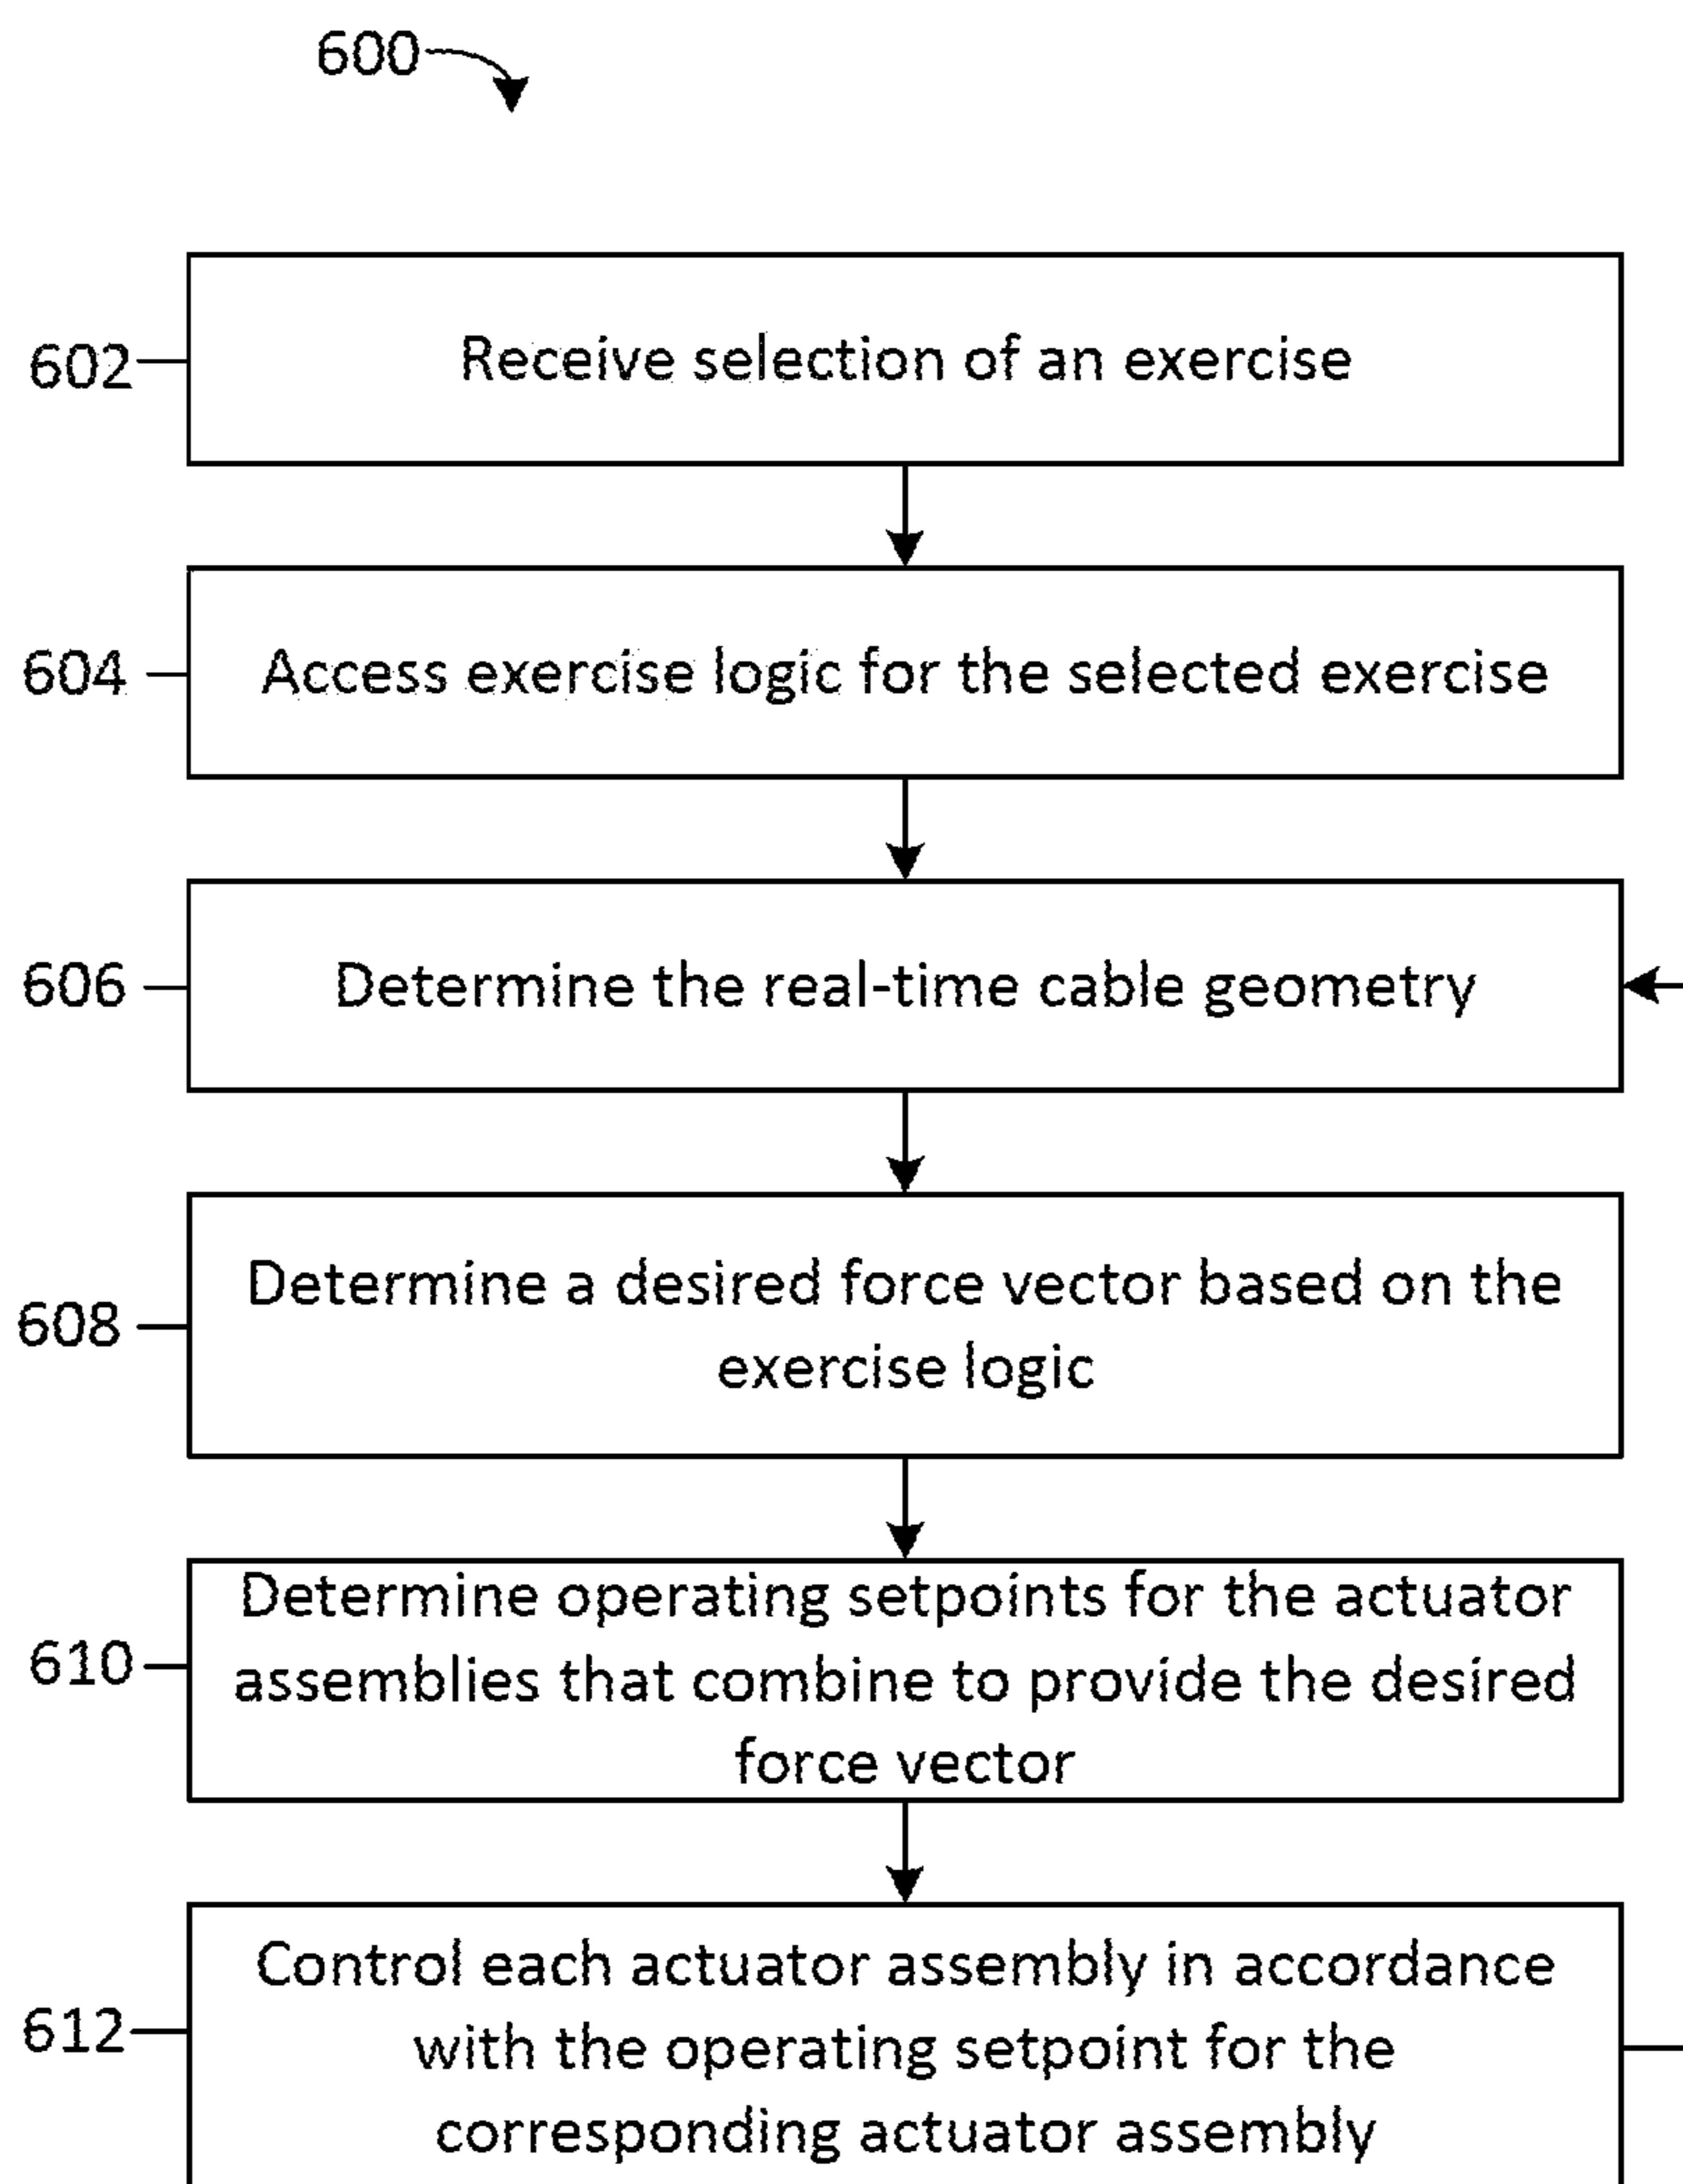 600
602
Receive selection of an exercise
604
Access exercise logic for the selected exercise
606
Determine the real-time cable geometry
608
Determine a desired force vector based on the
exercise logic
610
Determine operating setpoints for the actuator
assemblies that combine to provide the desired
force vector
612
Control each actuator assembly in accordance
with the operating setpoint for the
corresponding actuator assembly